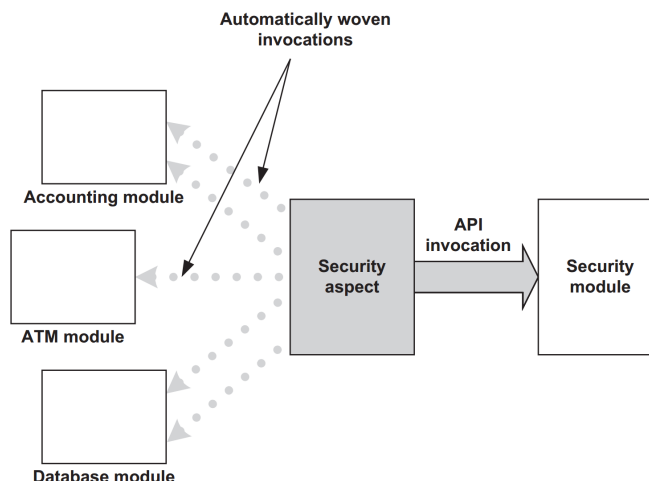 Automatically woven
invocations
Accounting module
API
invocation
Security
aspect
Security
module
ATM module
Database module